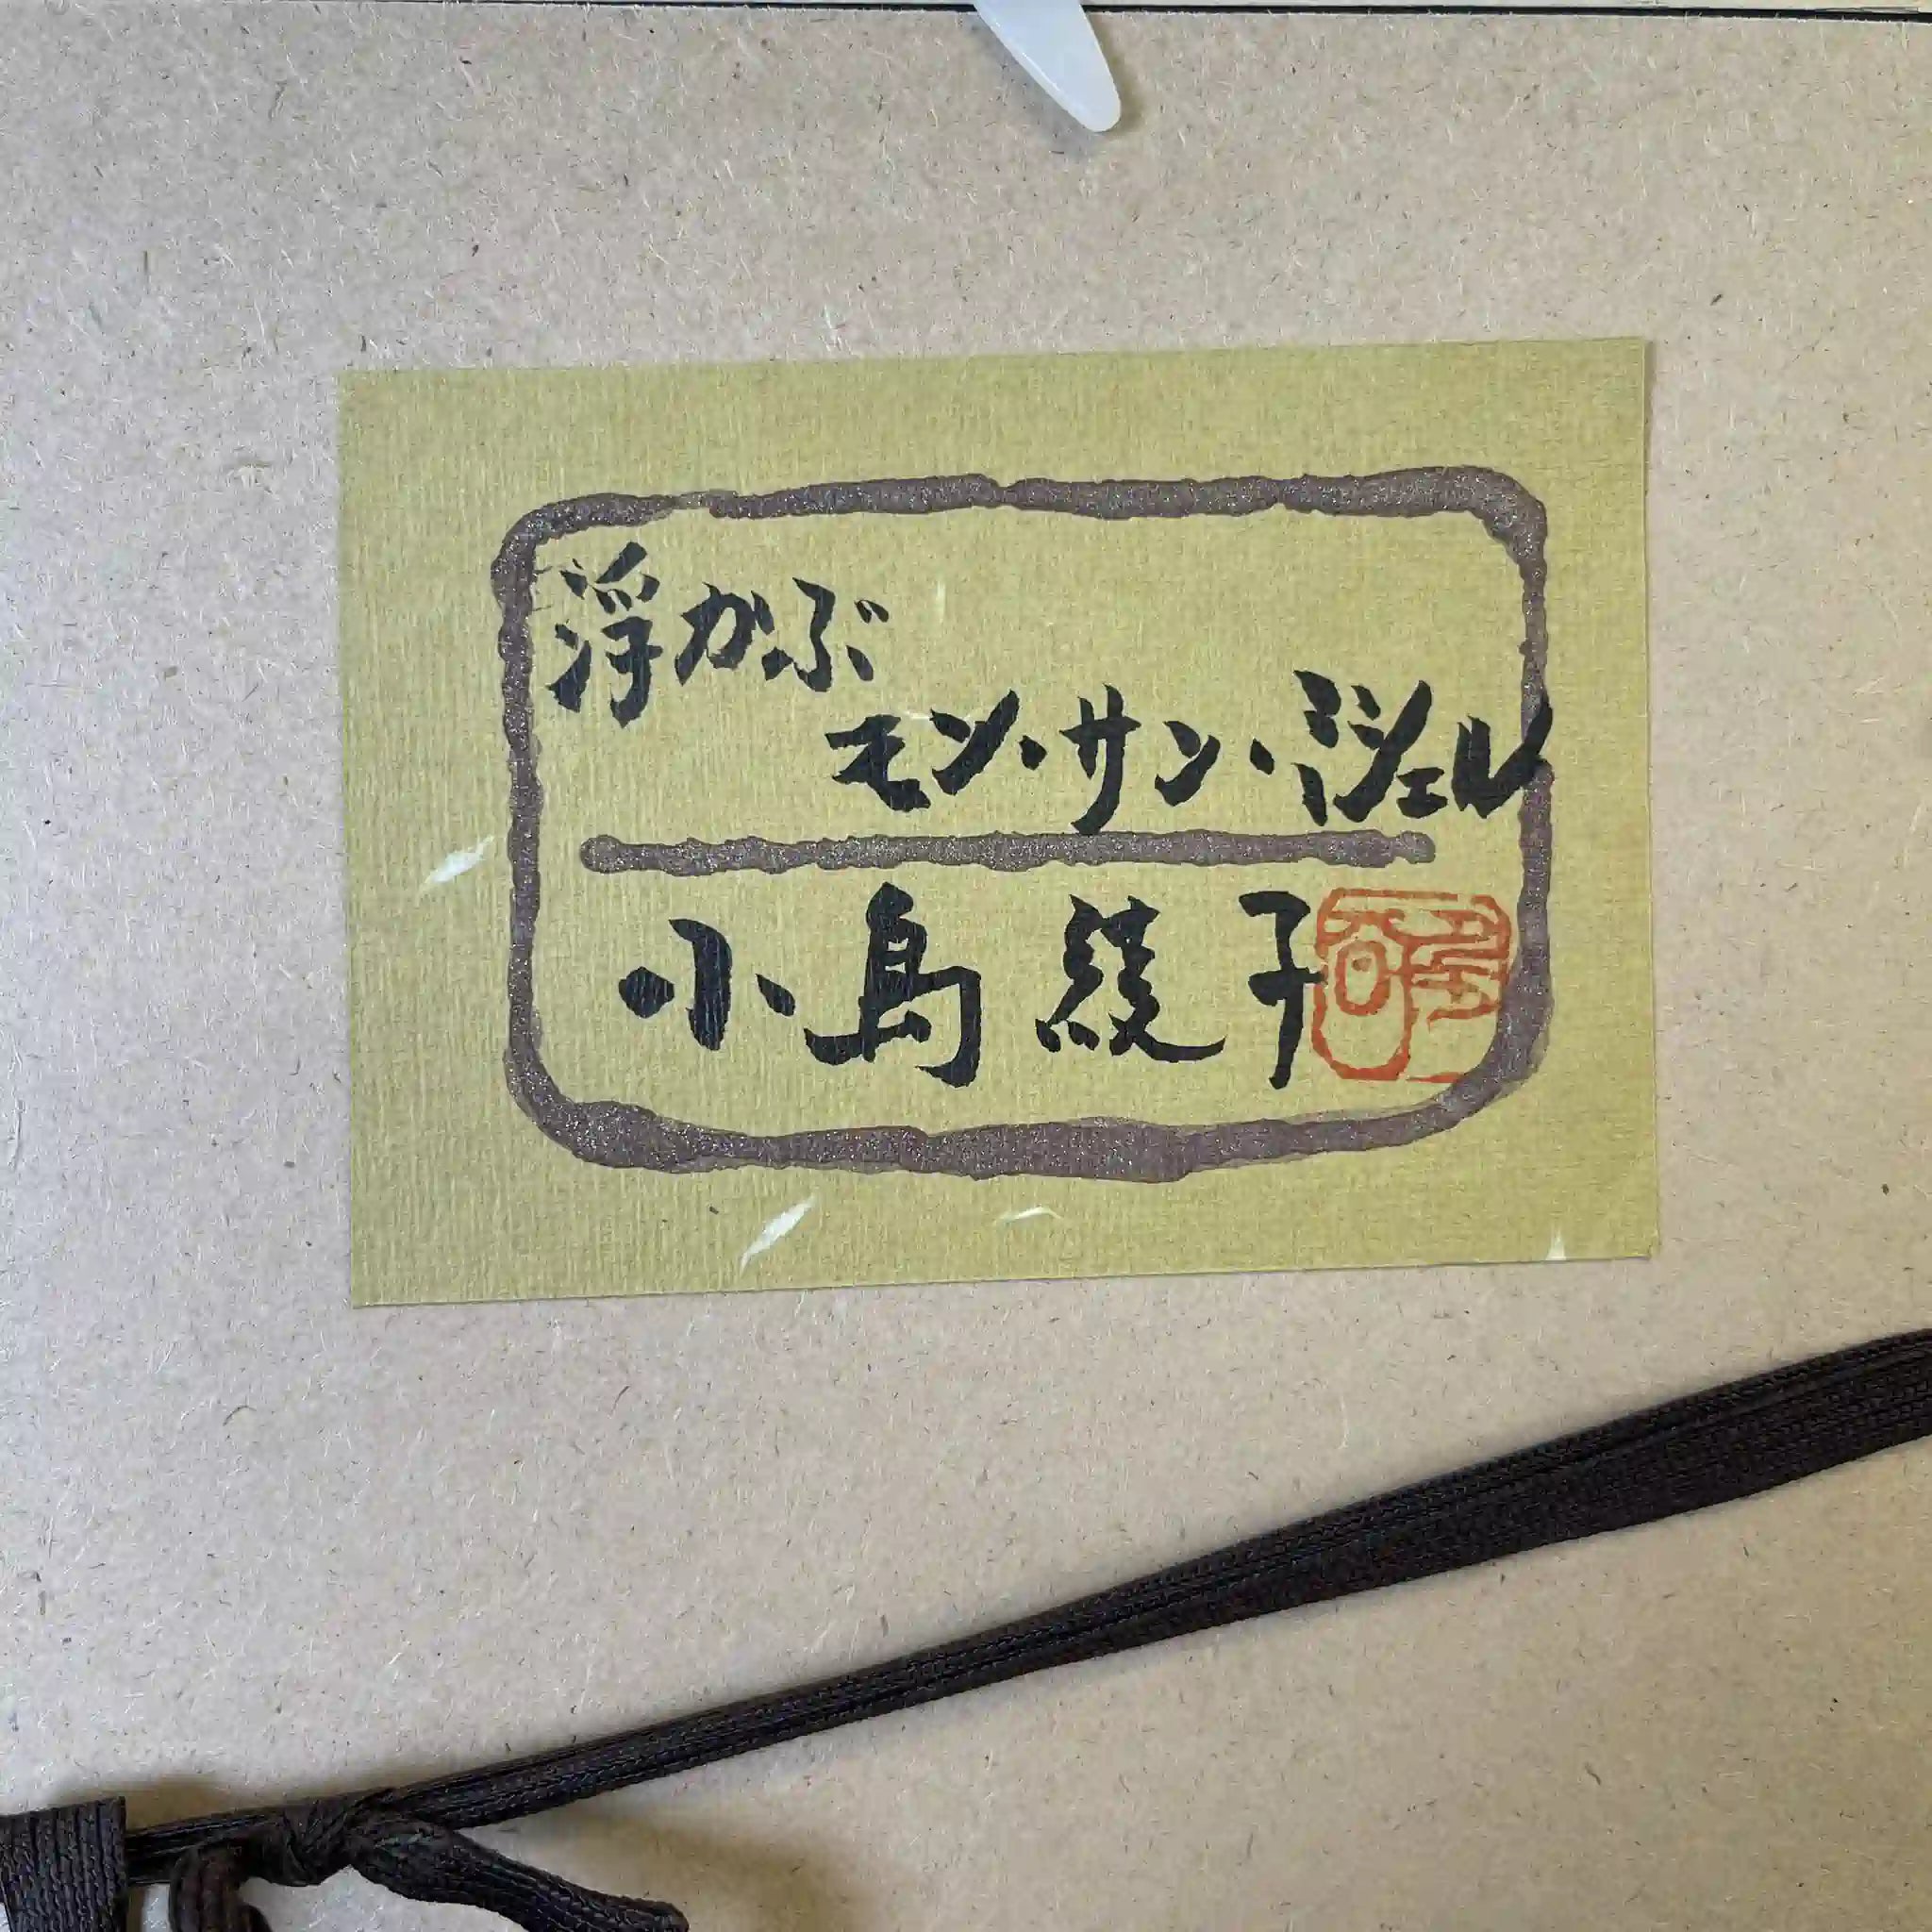 浮かぶ
モン・サン・ミシェル
小島 綾子